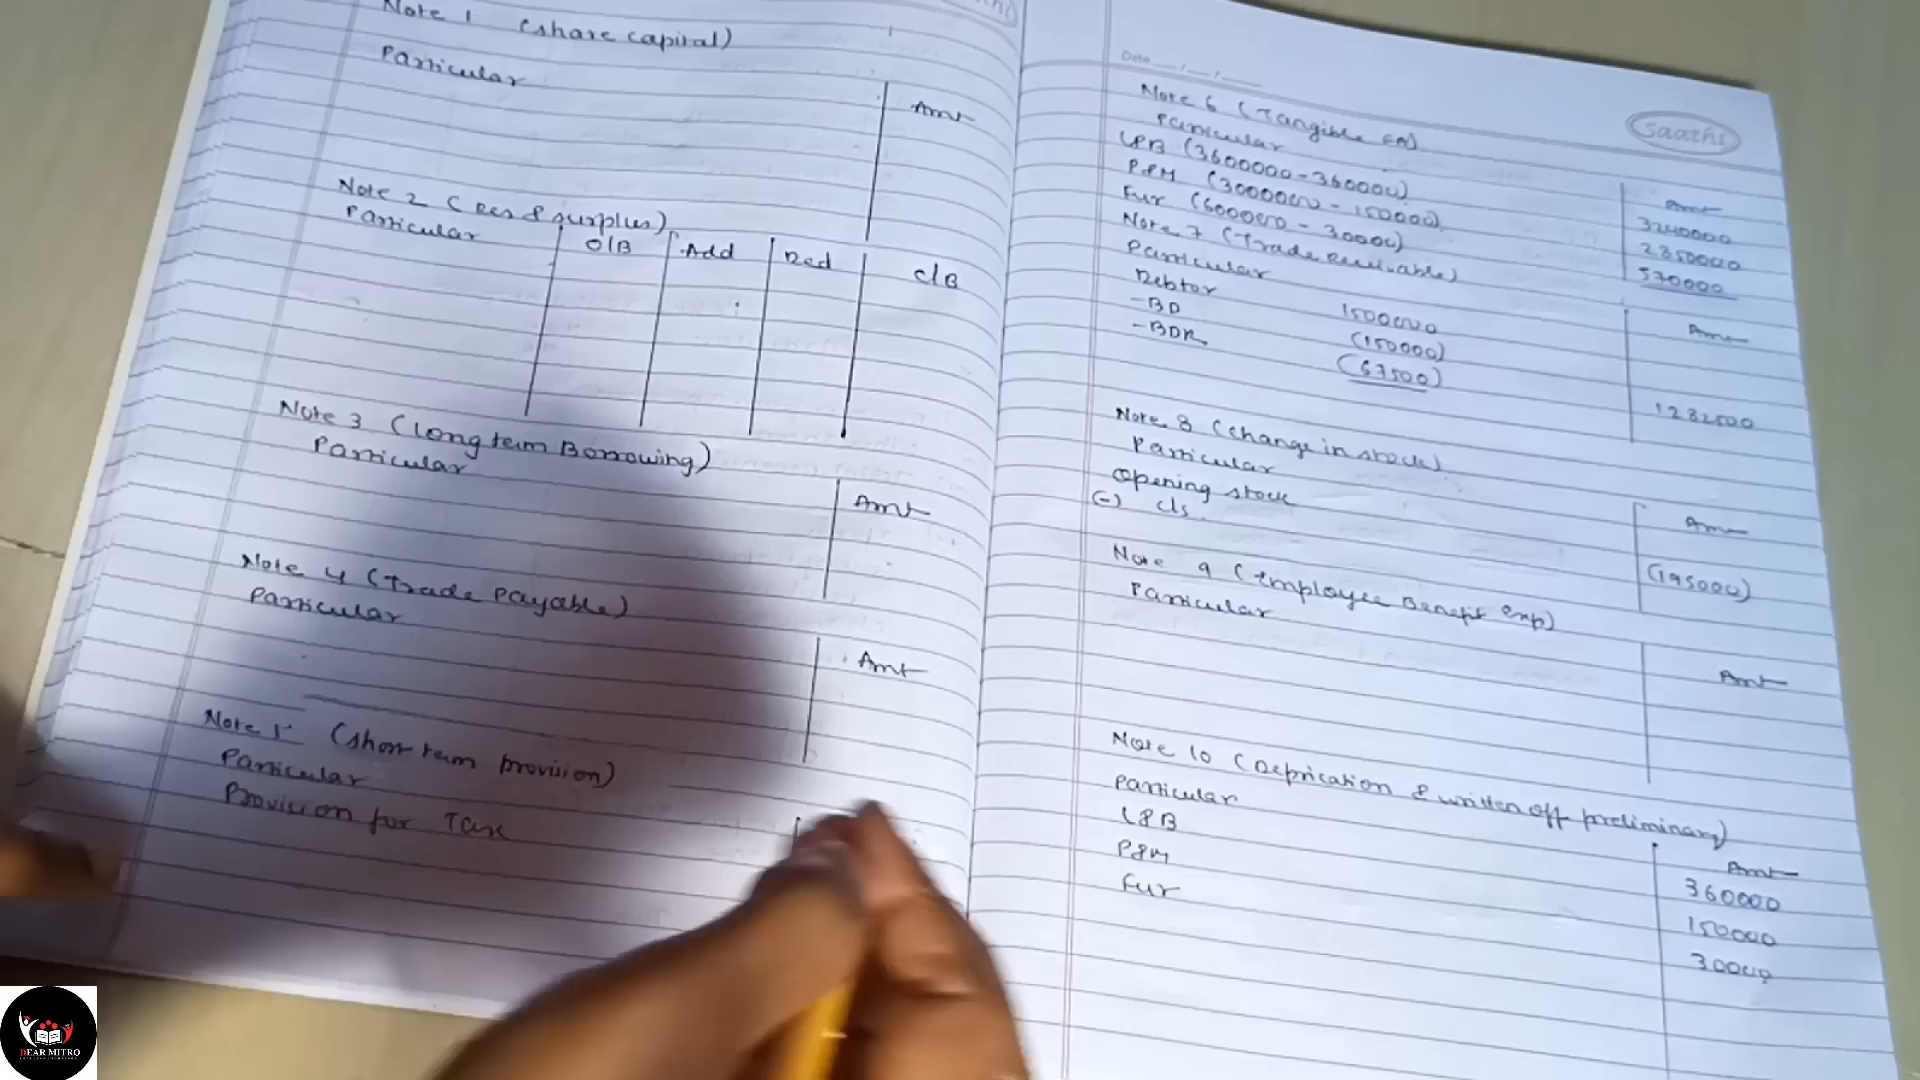 Note 1 (share capiral)
Particular
Amt
Note 2 (Res & surplus)
Particular O/B Add Ded C/B
Note 3 (Long term Borrowing)
Particular
Amt
Note 4 (Trade Payable)
Particular
Amt
Note 5 (short term provision)
Particular
Provision for Tax
Date
saathi
Note 6 (Tangible FA)
Particular Amt
L&B (3600000-360000) 3240000
P&M (3000000-150000) 2850000
Fur (600000-30000) 570000
Note 7 (Trade Receivable)
Particular Amt
Debtor 1500000
-BD (150000)
-BDR (67500)
1282500
Note 8 (change in stock)
Particular Amt
Opening stock
(-) cls. (195000)
Note 9 (Employee Benefit Exp)
Particular
Amt
Note 10 (Deprication & written off preliminary)
Particular Amt
L&B 360000
P&M 150000
Fur 30000
DEAR MITRO